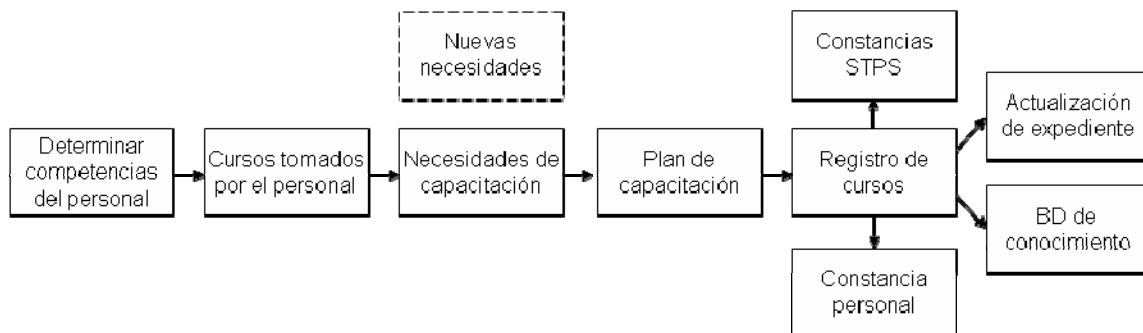 Nuevas
necesidades
Constancias
STPS
Actualización
de expediente
Determinar
competencias
del personal
Cursos tomados
por el personal
Necesidades de
capacitación
Plan de
capacitación
Registro de
cursos
BD de
conocimiento
Constancia
personal